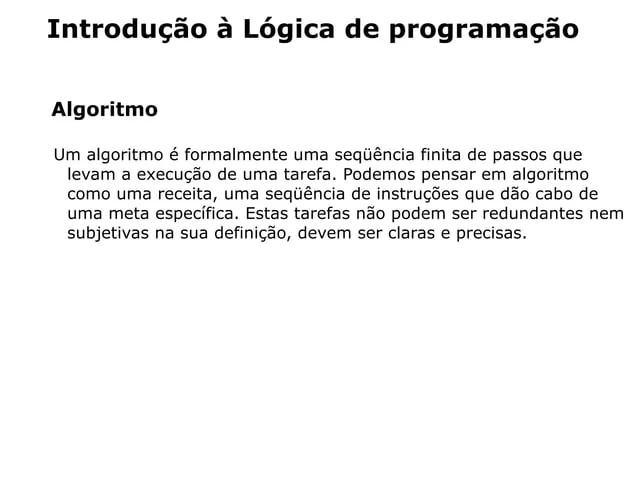 Introdução à Lógica de programação
Algoritmo
Um algoritmo é formalmente uma seqüência finita de passos que
levam a execução de uma tarefa. Podemos pensar em algoritmo
como uma receita, uma seqüência de instruções que dão cabo de
uma meta específica. Estas tarefas não podem ser redundantes nem
subjetivas na sua definição, devem ser claras e precisas.